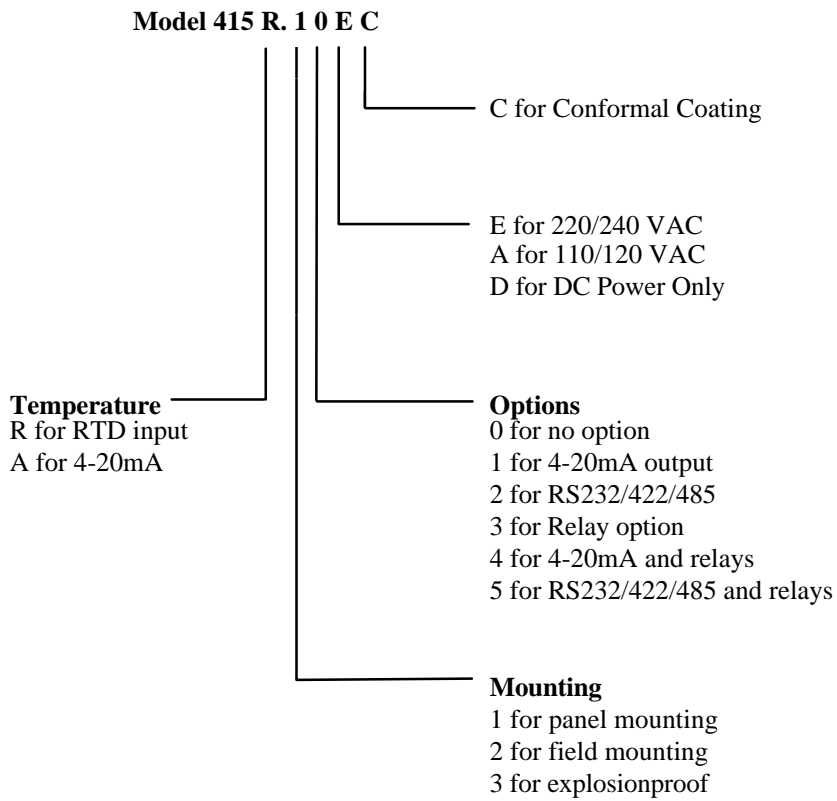 Model 415 R. 1 0 E C
C for Conformal Coating
E for 220/240 VAC
A for 110/120 VAC
D for DC Power Only
Temperature
R for RTD input
A for 4-20mA
Options
0 for no option
1 for 4-20mA output
2 for RS232/422/485
3 for Relay option
4 for 4-20mA and relays
5 for RS232/422/485 and relays
Mounting
1 for panel mounting
2 for field mounting
3 for explosionproof